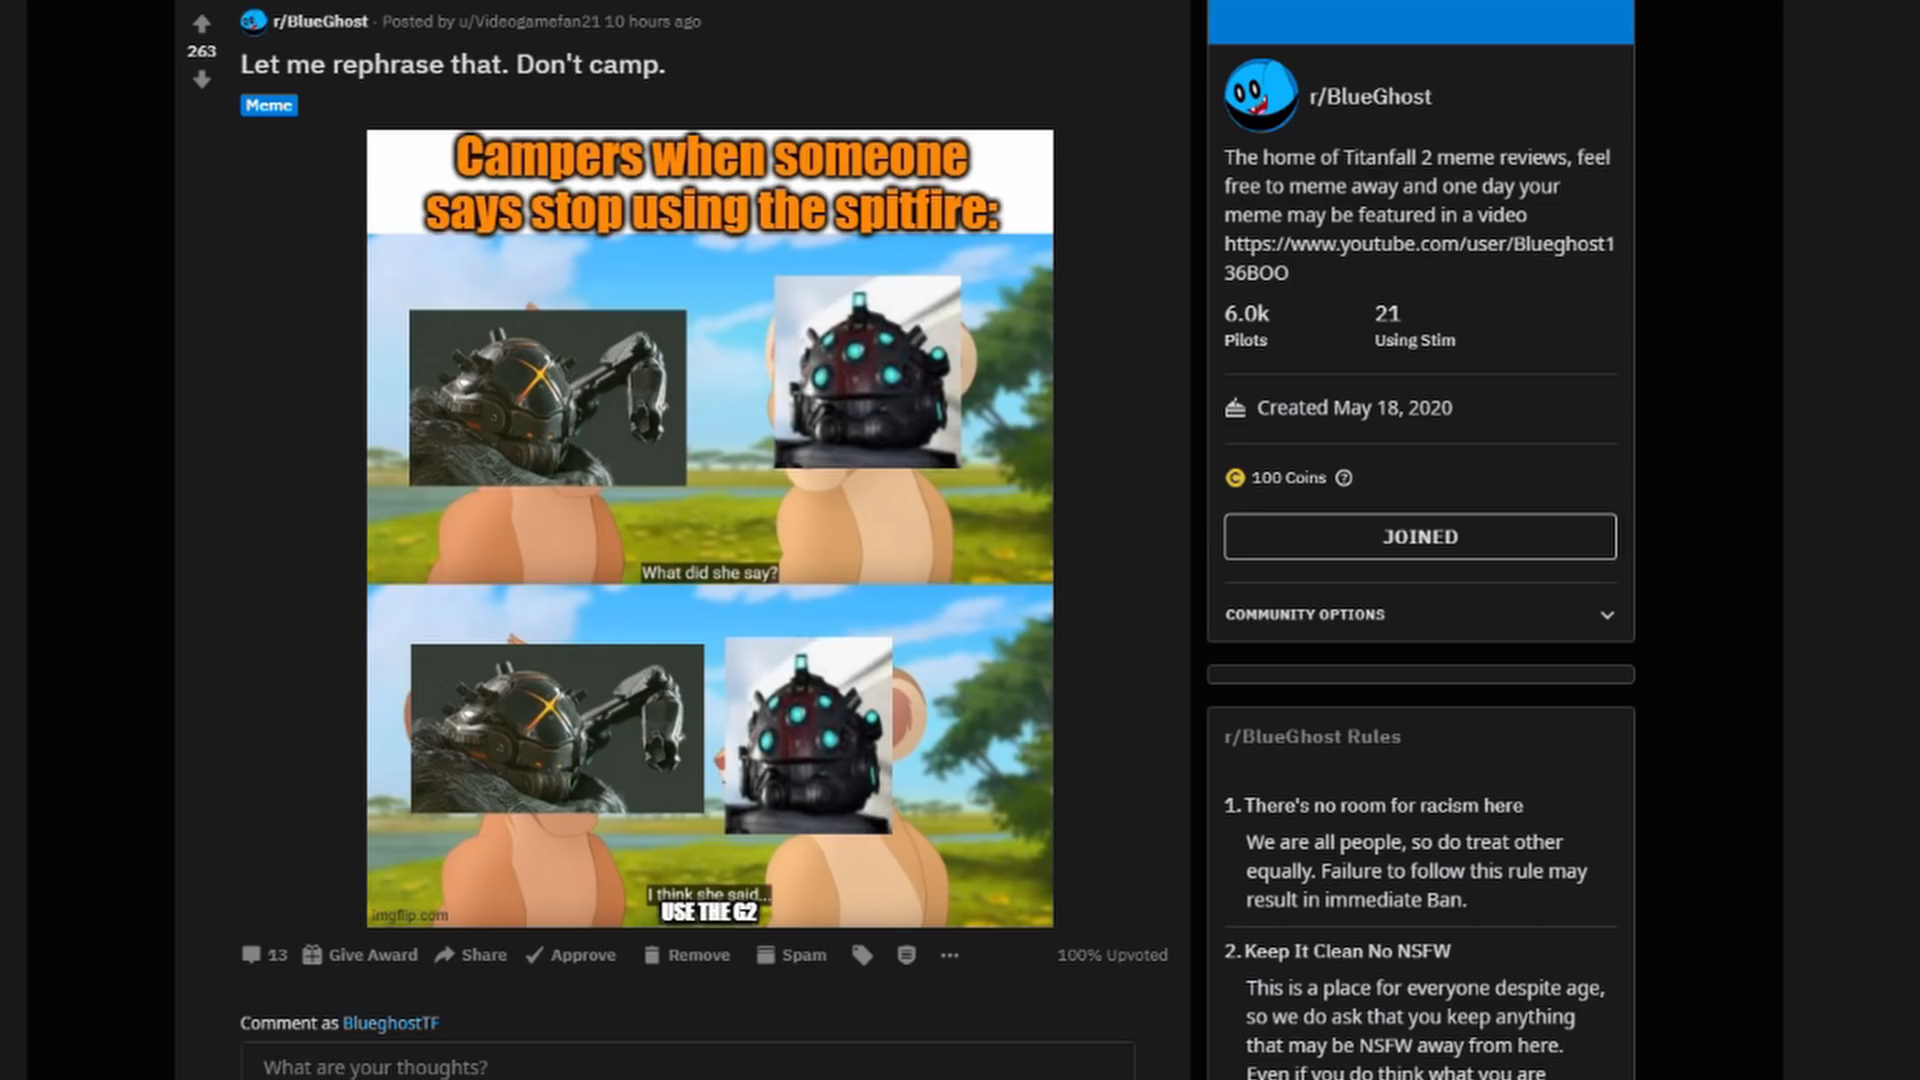 r/BlueGhost · Posted by u/Videogamefan21 10 hours ago
263
Let me rephrase that. Don't camp.
Meme
Campers when someone
says stop using the spitfire:
What did she say?
I think she said...
USE THE G2
imgflip.com
13 Give Award Share Approve Remove Spam ... 100% Upvoted
Comment as BlueghostTF
What are your thoughts?
r/BlueGhost
The home of Titanfall 2 meme reviews, feel
free to meme away and one day your
meme may be featured in a video
https://www.youtube.com/user/Blueghost1
36BOO
6.0k 21
Pilots Using Stim
Created May 18, 2020
100 Coins
JOINED
COMMUNITY OPTIONS
r/BlueGhost Rules
1. There's no room for racism here
We are all people, so do treat other
equally. Failure to follow this rule may
result in immediate Ban.
2. Keep It Clean No NSFW
This is a place for everyone despite age,
so we do ask that you keep anything
that may be NSFW away from here.
Even if you do think what you are